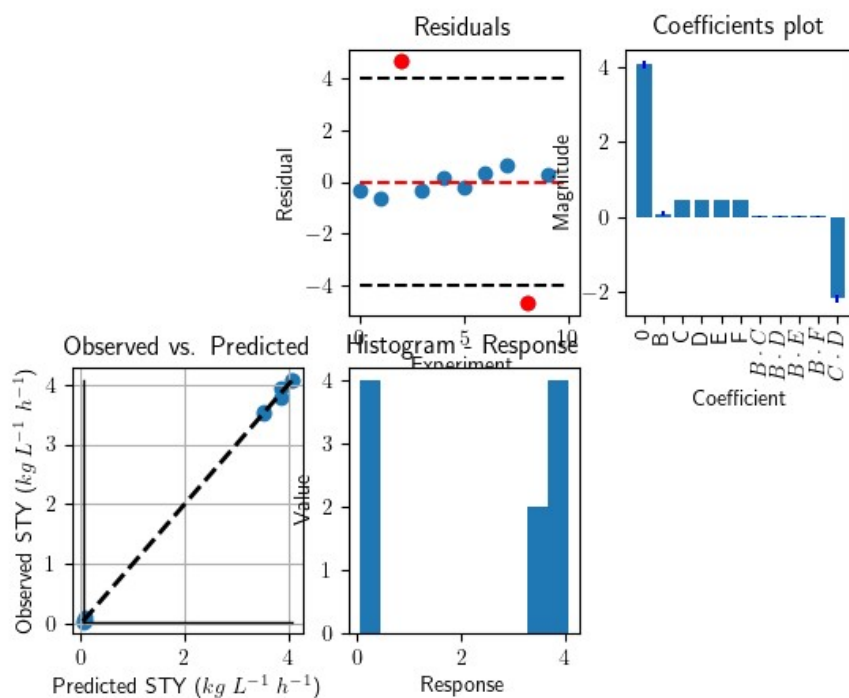 Residuals
Residual
4
2
0
−2
−4
0
5
10
Experiment
Coefficients plot
Magnitude
4
2
0
−2
0
B
C
D
E
F
B · C
B · D
B · E
B · F
C · D
Coefficient
Observed vs. Predicted
Observed STY (kg L⁻¹ h⁻¹)
4
3
2
1
0
0
2
4
Predicted STY (kg L⁻¹ h⁻¹)
Histogram - Response
Value
4
3
2
1
0
0
2
4
Response